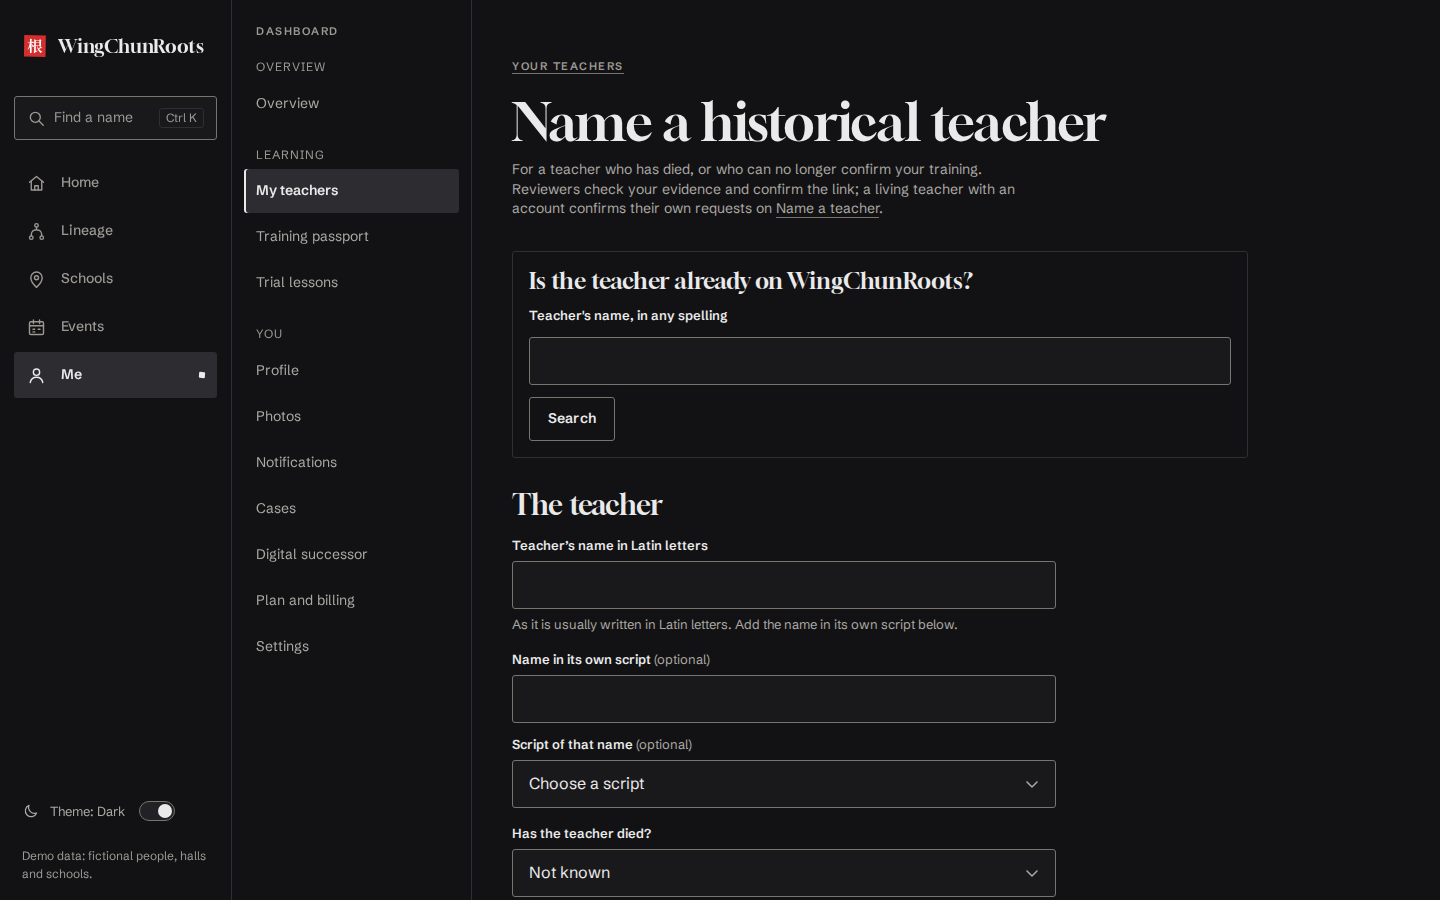 根 WingChunRoots
Find a name Ctrl K
Home
Lineage
Schools
Events
Me
Theme: Dark
Demo data: fictional people, halls
and schools.
DASHBOARD
OVERVIEW
Overview
LEARNING
My teachers
Training passport
Trial lessons
YOU
Profile
Photos
Notifications
Cases
Digital successor
Plan and billing
Settings
YOUR TEACHERS
Name a historical teacher
For a teacher who has died, or who can no longer confirm your training.
Reviewers check your evidence and confirm the link; a living teacher with an
account confirms their own requests on Name a teacher.
Is the teacher already on WingChunRoots?
Teacher's name, in any spelling
Search
The teacher
Teacher’s name in Latin letters
As it is usually written in Latin letters. Add the name in its own script below.
Name in its own script (optional)
Script of that name (optional)
Choose a script
Has the teacher died?
Not known